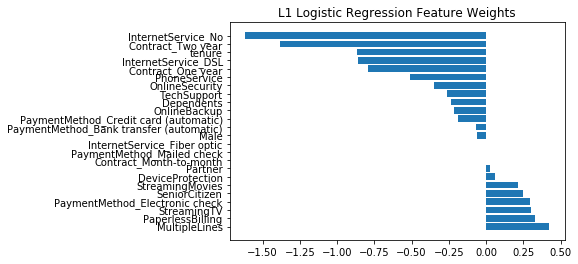 L1 Logistic Regression Feature Weights
InternetService_No
Contract_Two year
tenure
InternetService_DSL
Contract_One year
PhoneService
OnlineSecurity
TechSupport
Dependents
OnlineBackup
PaymentMethod_Credit card (automatic)
PaymentMethod_Bank transfer (automatic)
Male
InternetService_Fiber optic
PaymentMethod_Mailed check
Contract_Month-to-month
Partner
DeviceProtection
StreamingMovies
SeniorCitizen
PaymentMethod_Electronic check
StreamingTV
PaperlessBilling
MultipleLines
−1.50 −1.25 −1.00 −0.75 −0.50 −0.25 0.00 0.25 0.50